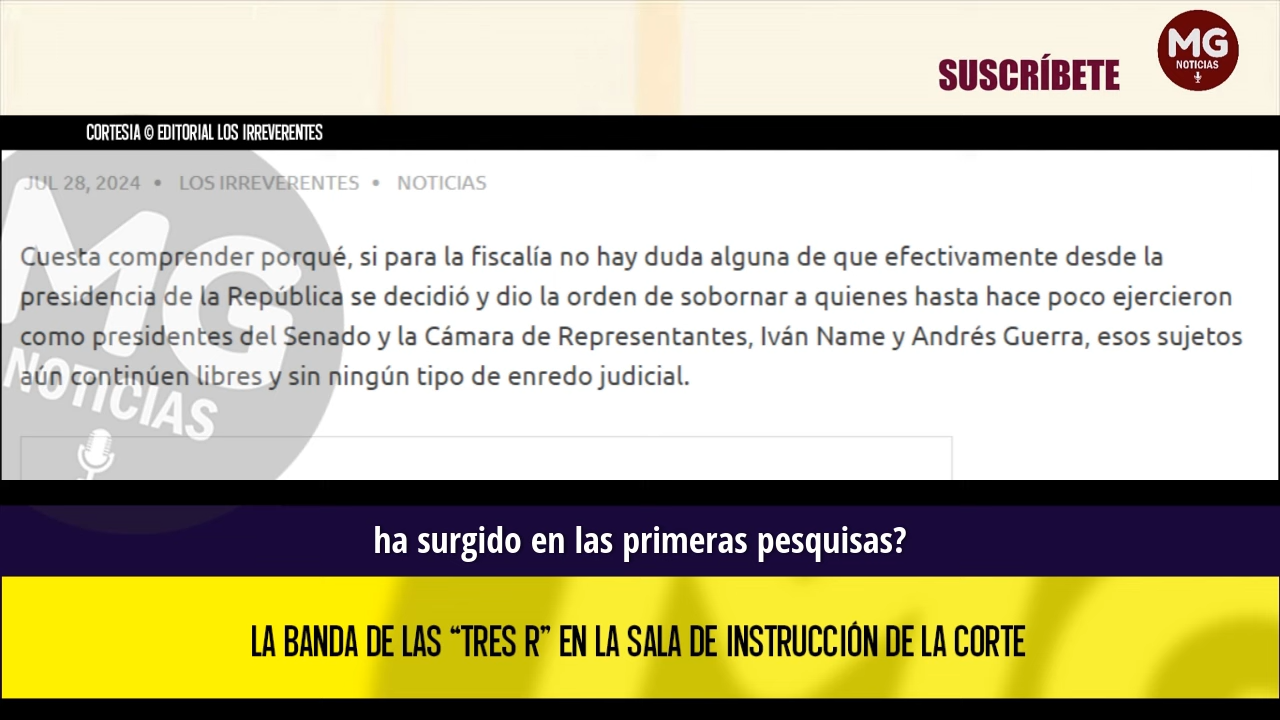 MG
NOTICIAS
SUSCRÍBETE
CORTESIA © EDITORIAL LOS IRREVERENTES
JUL 28, 2024 • LOS IRREVERENTES • NOTICIAS
Cuesta comprender porqué, si para la fiscalía no hay duda alguna de que efectivamente desde la
presidencia de la República se decidió y dio la orden de sobornar a quienes hasta hace poco ejercieron
como presidentes del Senado y la Cámara de Representantes, Iván Name y Andrés Guerra, esos sujetos
aún continúen libres y sin ningún tipo de enredo judicial.
MG
NOTICIAS
ha surgido en las primeras pesquisas?
LA BANDA DE LAS “TRES R” EN LA SALA DE INSTRUCCIÓN DE LA CORTE